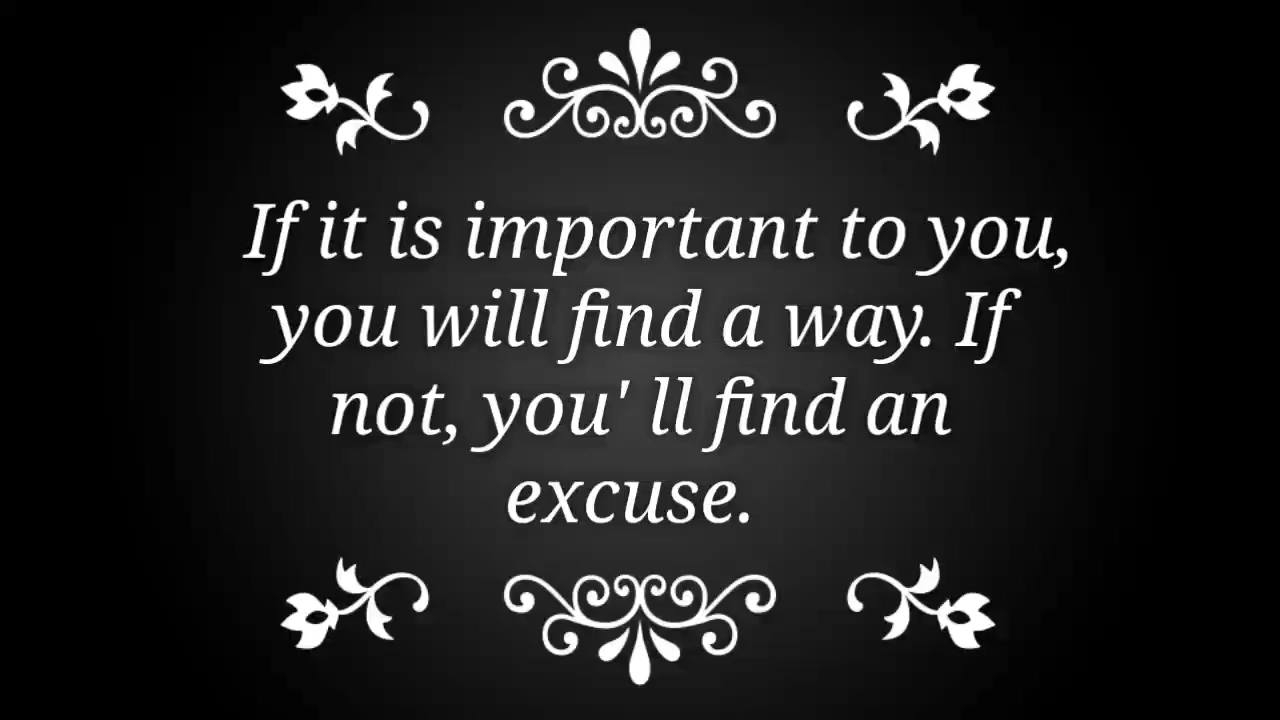 If it is important to you,
you will find a way. If
not, you' ll find an
excuse.